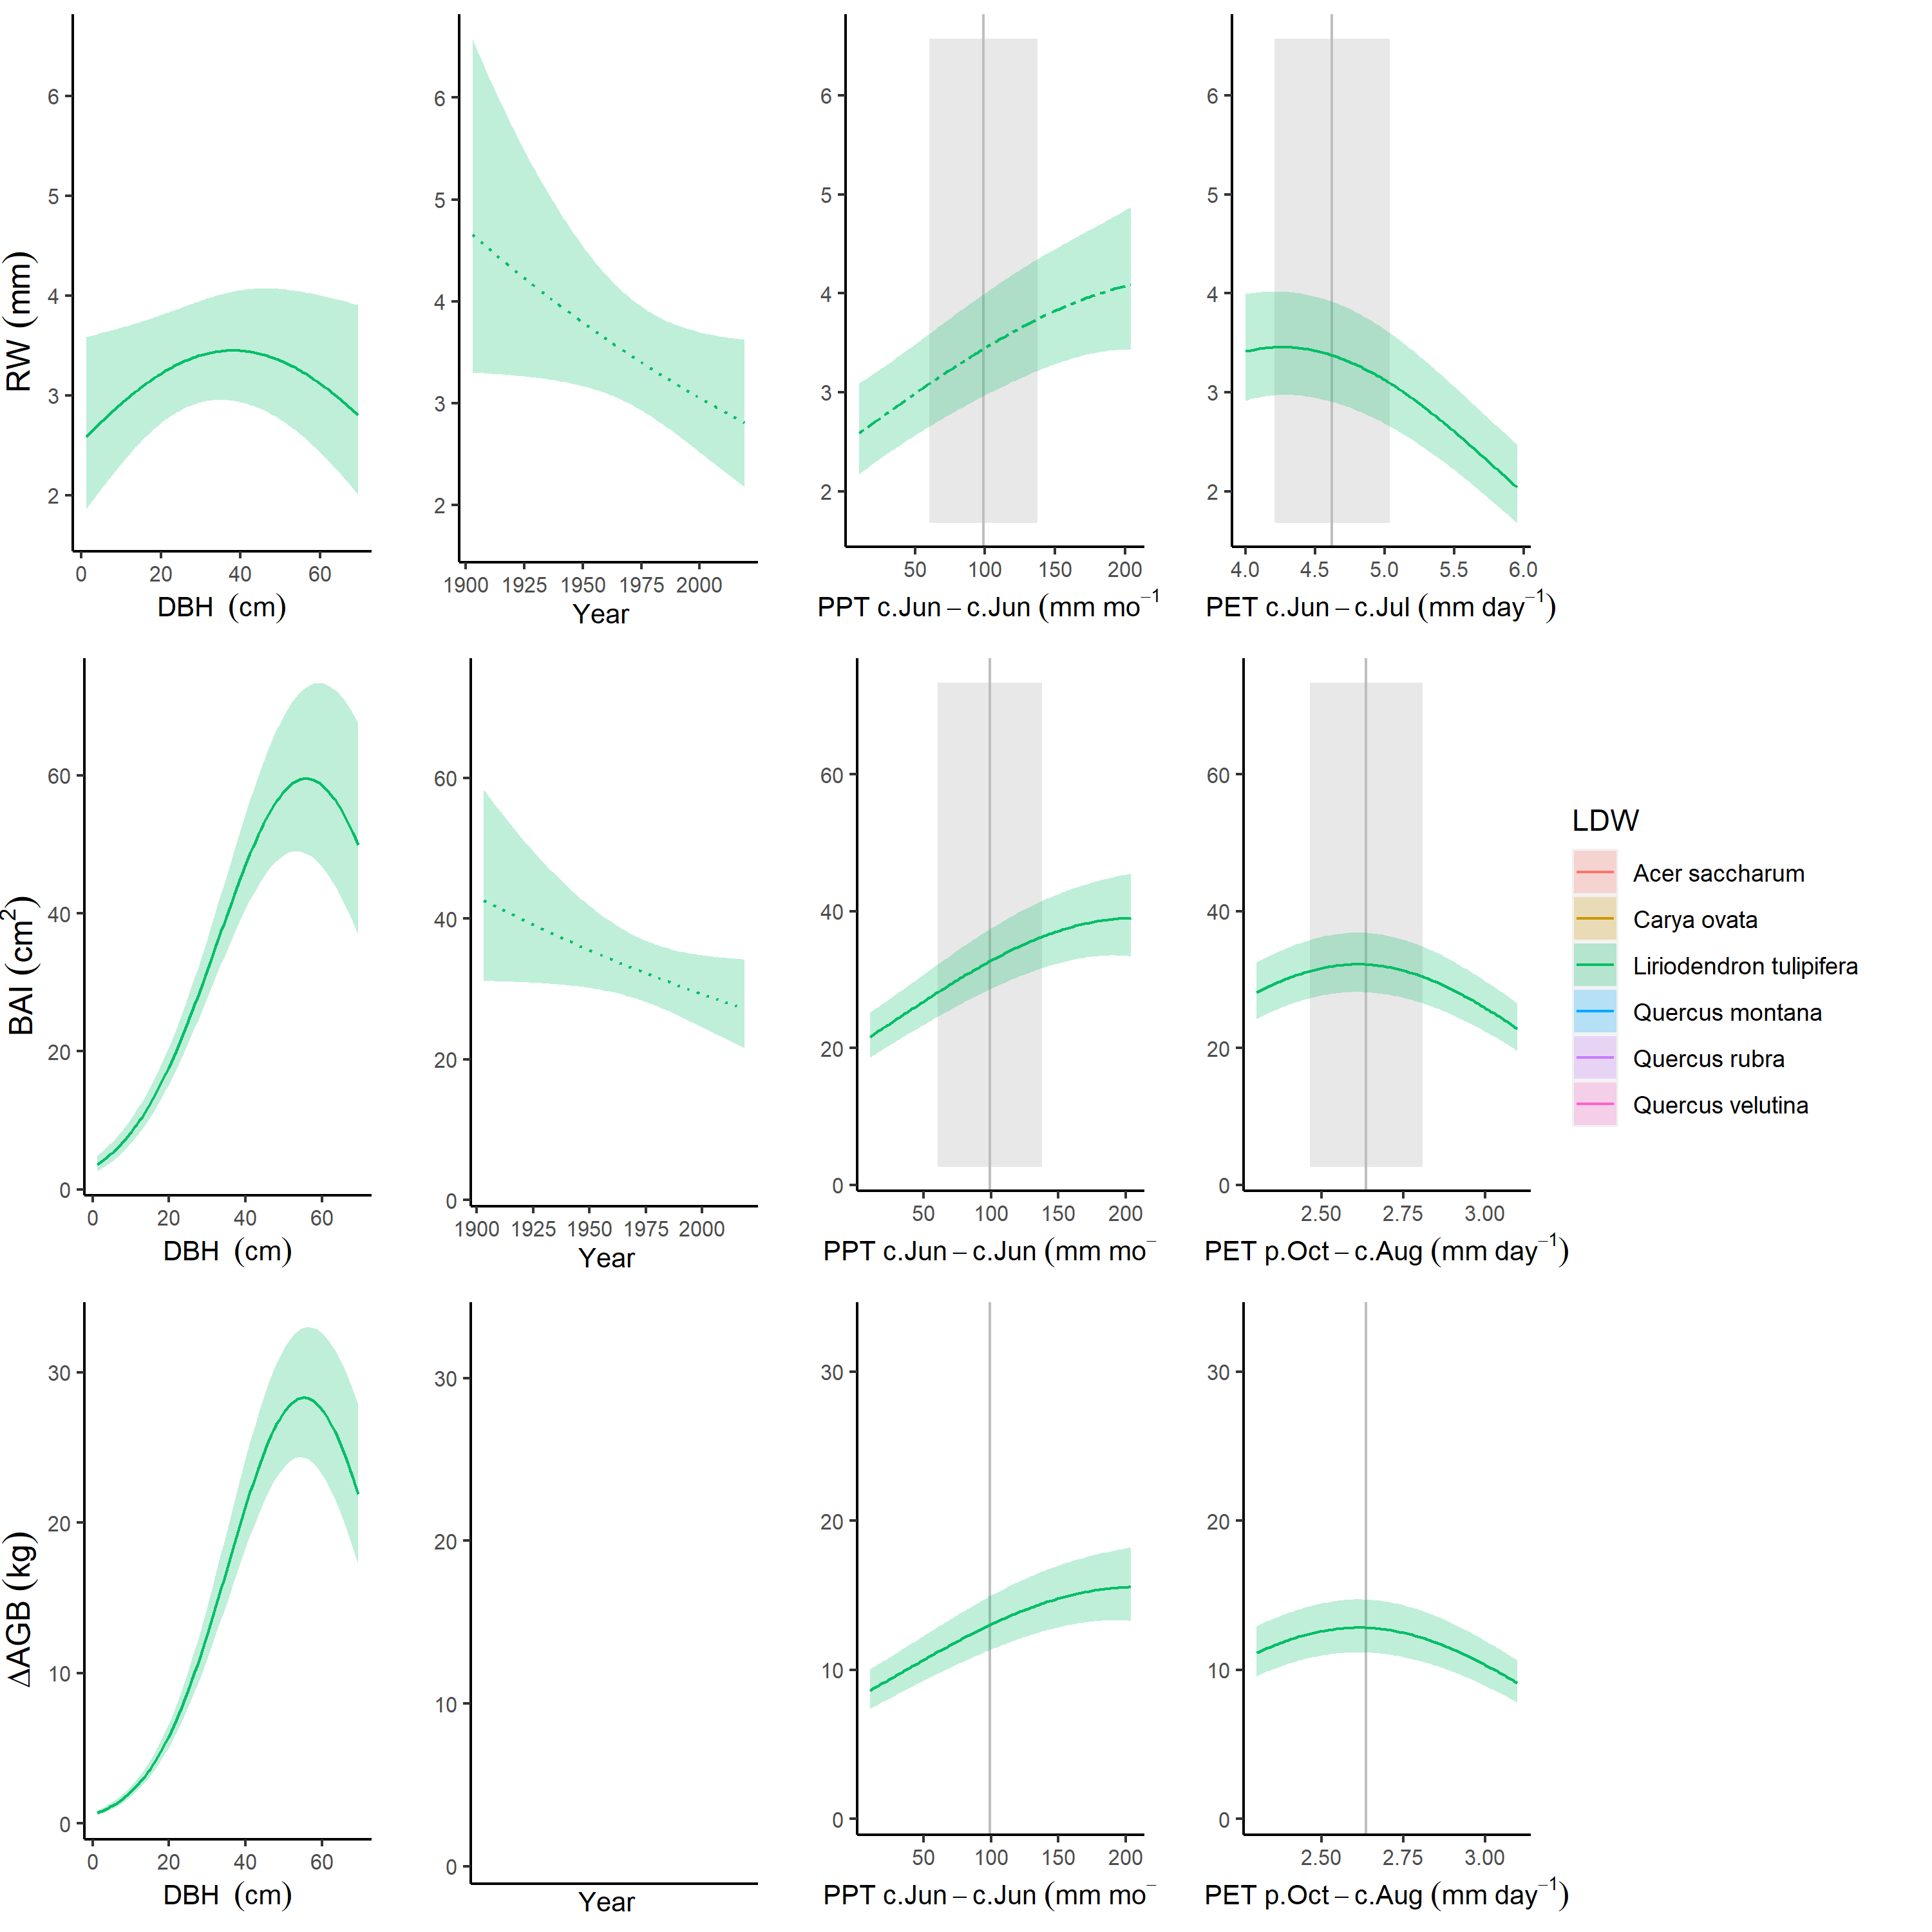 RW (mm)
6
5
4
3
2
0 20 40 60
DBH (cm)
6
5
4
3
2
1900 1925 1950 1975 2000
Year
6
5
4
3
2
50 100 150 200
PPT c.Jun – c.Jun (mm mo⁻¹
6
5
4
3
2
4.0 4.5 5.0 5.5 6.0
PET c.Jun – c.Jul (mm day⁻¹)
BAI (cm²)
60
40
20
0
0 20 40 60
DBH (cm)
60
40
20
0
1900 1925 1950 1975 2000
Year
60
40
20
0
50 100 150 200
PPT c.Jun – c.Jun (mm mo⁻
60
40
20
0
2.50 2.75 3.00
PET p.Oct – c.Aug (mm day⁻¹)
LDW
Acer saccharum
Carya ovata
Liriodendron tulipifera
Quercus montana
Quercus rubra
Quercus velutina
ΔAGB (kg)
30
20
10
0
0 20 40 60
DBH (cm)
30
20
10
0
Year
30
20
10
0
50 100 150 200
PPT c.Jun – c.Jun (mm mo⁻
30
20
10
0
2.50 2.75 3.00
PET p.Oct – c.Aug (mm day⁻¹)